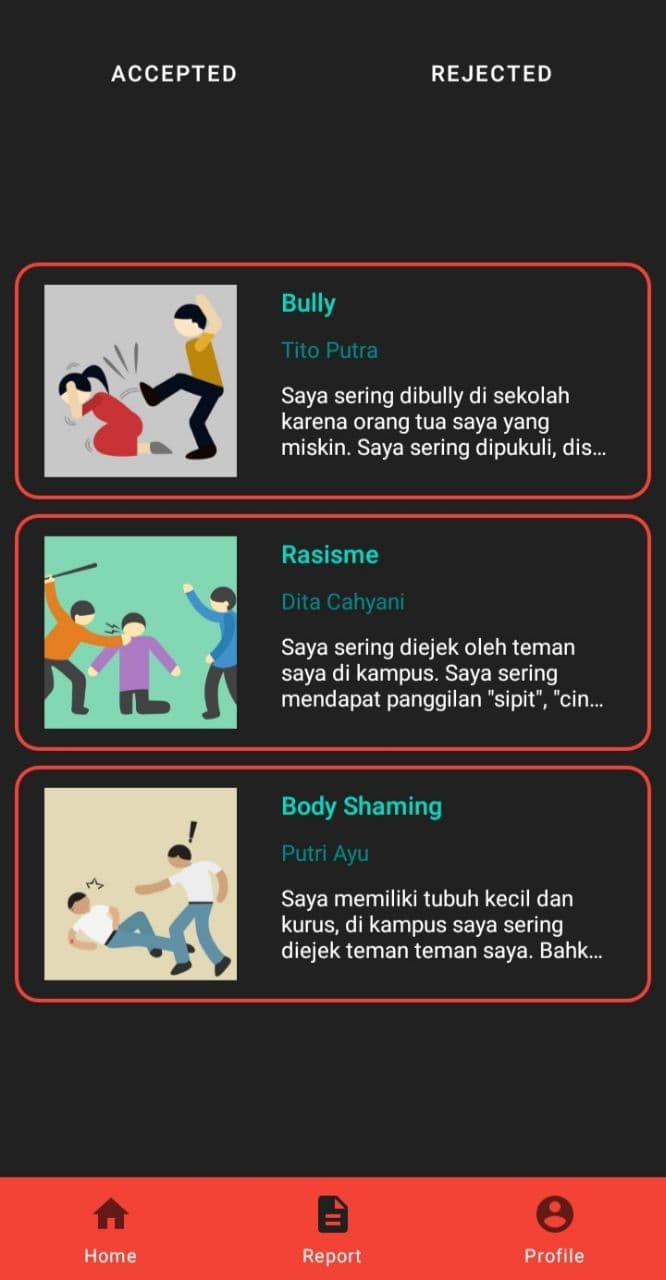 ACCEPTED REJECTED
Bully
Tito Putra
Saya sering dibully di sekolah
karena orang tua saya yang
miskin. Saya sering dipukuli, dis...
Rasisme
Dita Cahyani
Saya sering diejek oleh teman
saya di kampus. Saya sering
mendapat panggilan "sipit", "cin...
Body Shaming
Putri Ayu
Saya memiliki tubuh kecil dan
kurus, di kampus saya sering
diejek teman teman saya. Bahk...
Home Report Profile